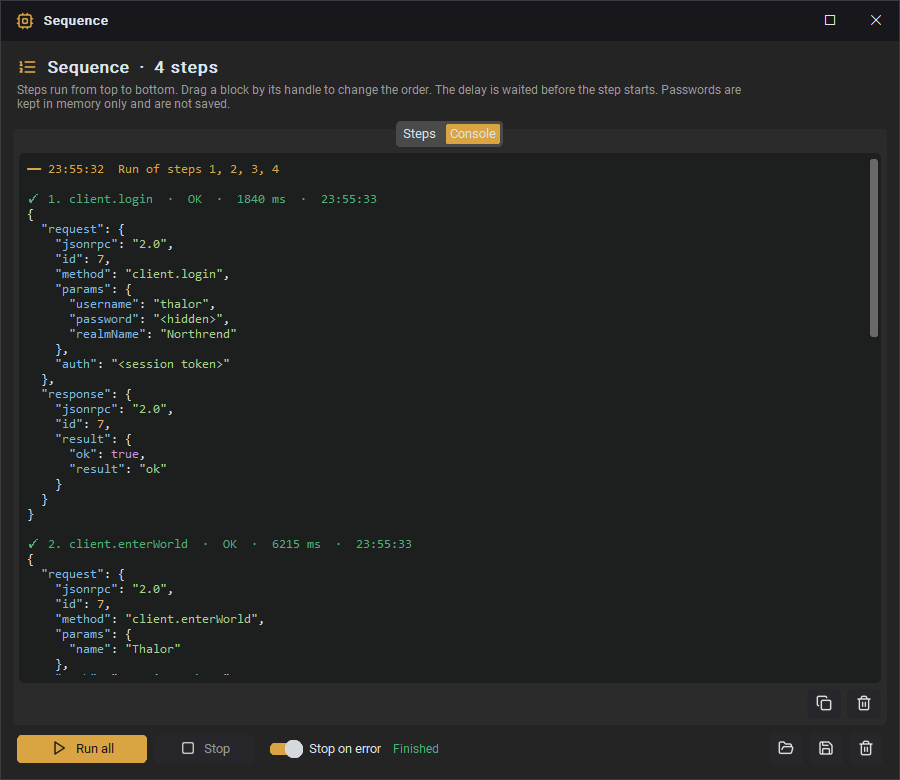 Sequence
Sequence · 4 steps
Steps run from top to bottom. Drag a block by its handle to change the order. The delay is waited before the step starts. Passwords are
kept in memory only and are not saved.
Steps Console
— 23:55:32 Run of steps 1, 2, 3, 4
✓ 1. client.login · OK · 1840 ms · 23:55:33
{
"request": {
"jsonrpc": "2.0",
"id": 7,
"method": "client.login",
"params": {
"username": "thalor",
"password": "<hidden>",
"realmName": "Northrend"
},
"auth": "<session token>"
},
"response": {
"jsonrpc": "2.0",
"id": 7,
"result": {
"ok": true,
"result": "ok"
}
}
}
✓ 2. client.enterWorld · OK · 6215 ms · 23:55:33
{
"request": {
"jsonrpc": "2.0",
"id": 7,
"method": "client.enterWorld",
"params": {
"name": "Thalor"
},
Run all Stop Stop on error Finished